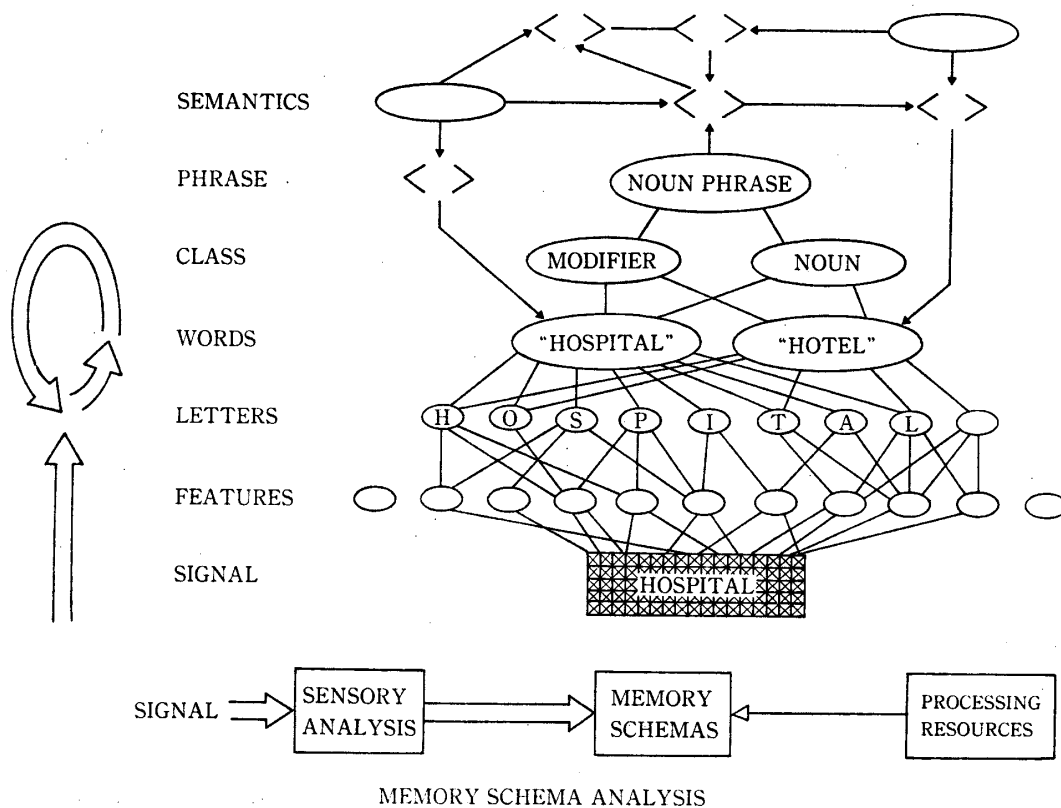 SEMANTICS
PHRASE
NOUN PHRASE
CLASS
MODIFIER
NOUN
WORDS
"HOSPITAL"
"HOTEL"
LETTERS
H O S P I T A L
FEATURES
SIGNAL
HOSPITAL
SIGNAL
SENSORY
ANALYSIS
MEMORY
SCHEMAS
PROCESSING
RESOURCES
MEMORY SCHEMA ANALYSIS